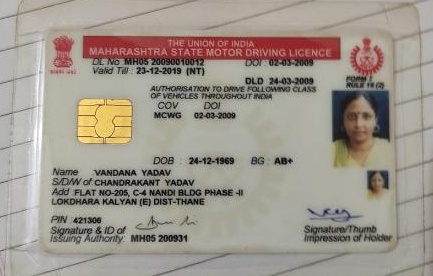 THE UNION OF INDIA
MAHARASHTRA STATE MOTOR DRIVING LICENCE
DL No MH05 20090010012 DOI : 02-03-2009
Valid Till : 23-12-2019 (NT)
DLD 24-03-2009
FORM 7
RULE 16 (2)
AUTHORISATION TO DRIVE FOLLOWING CLASS
OF VEHICLES THROUGHOUT INDIA
COV DOI
MCWG 02-03-2009
DOB : 24-12-1969 BG : AB+
Name : VANDANA YADAV
S/D/W of : CHANDRAKANT YADAV
Add : FLAT NO-205, C-4 NANDI BLDG PHASE -II
LOKDHARA KALYAN (E) DIST-THANE
PIN : 421306
Signature & ID of
Issuing Authority: MH05 200931
Signature/Thumb
Impression of Holder